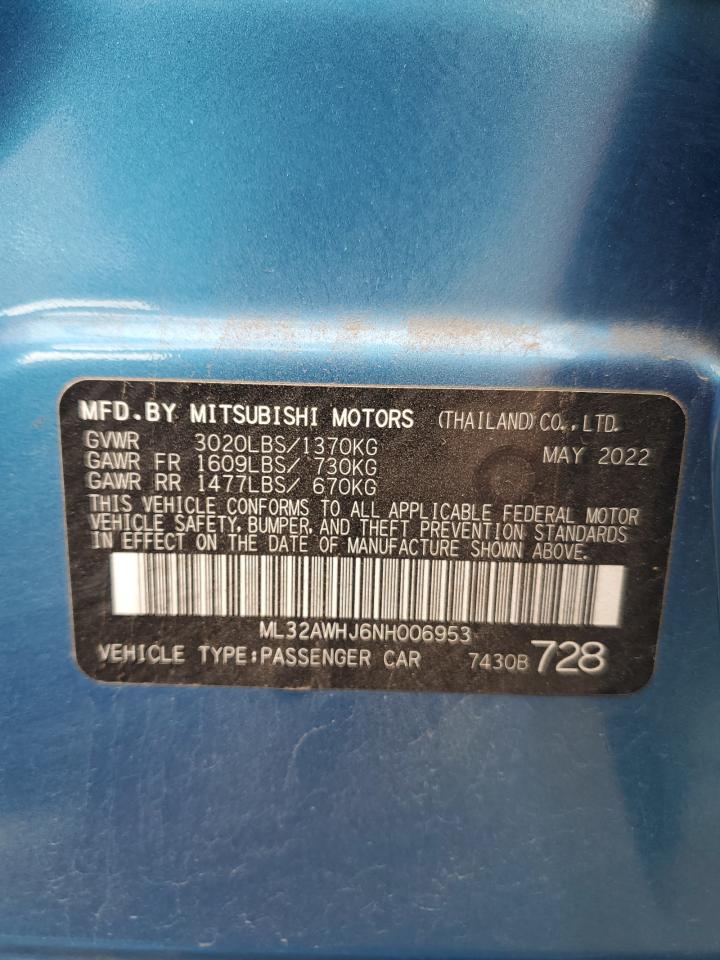 MFD.BY MITSUBISHI MOTORS (THAILAND) CO.,LTD.
GVWR 3020LBS/1370KG MAY 2022
GAWR FR 1609LBS/ 730KG
GAWR RR 1477LBS/ 670KG
THIS VEHICLE CONFORMS TO ALL APPLICABLE FEDERAL MOTOR
VEHICLE SAFETY, BUMPER, AND THEFT PREVENTION STANDARDS
IN EFFECT ON THE DATE OF MANUFACTURE SHOWN ABOVE.
ML32AWHJ6NH006953
VEHICLE TYPE:PASSENGER CAR 7430B 728